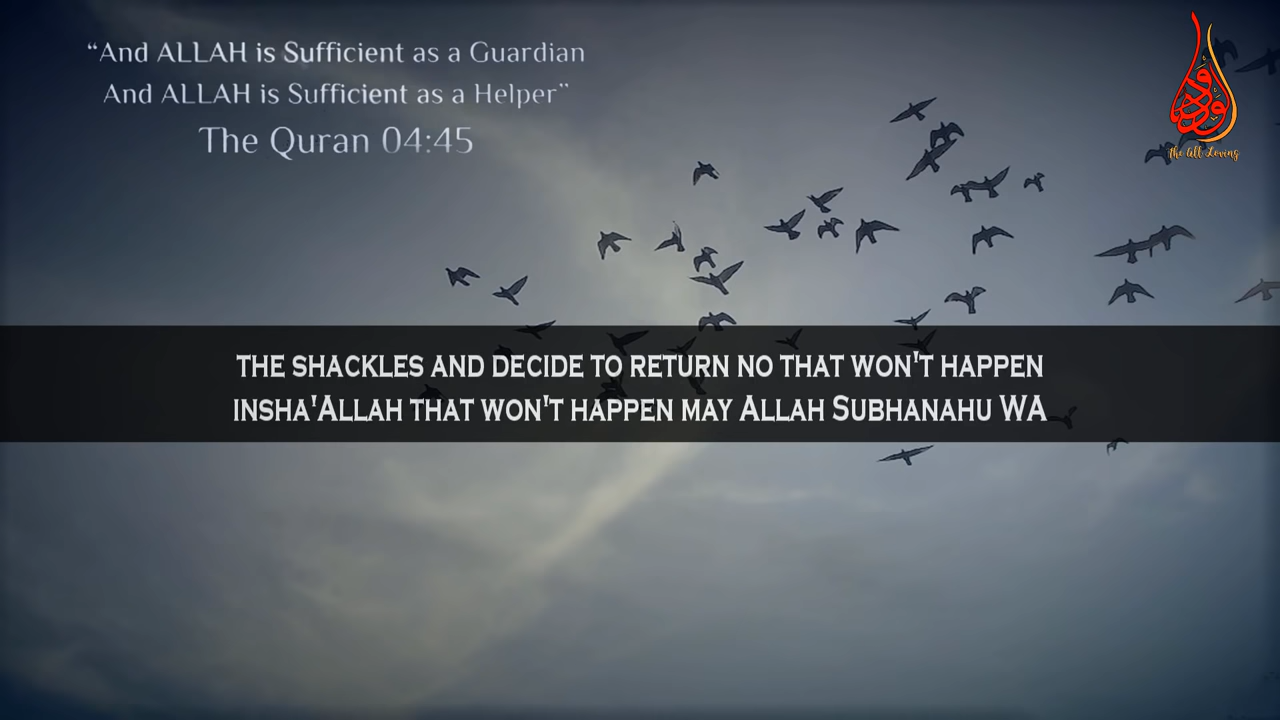 “And ALLAH is Sufficient as a Guardian
And ALLAH is Sufficient as a Helper”
The Quran 04:45
الودود
the All Loving
THE SHACKLES AND DECIDE TO RETURN NO THAT WON'T HAPPEN
INSHA'ALLAH THAT WON'T HAPPEN MAY ALLAH SUBHANAHU WA